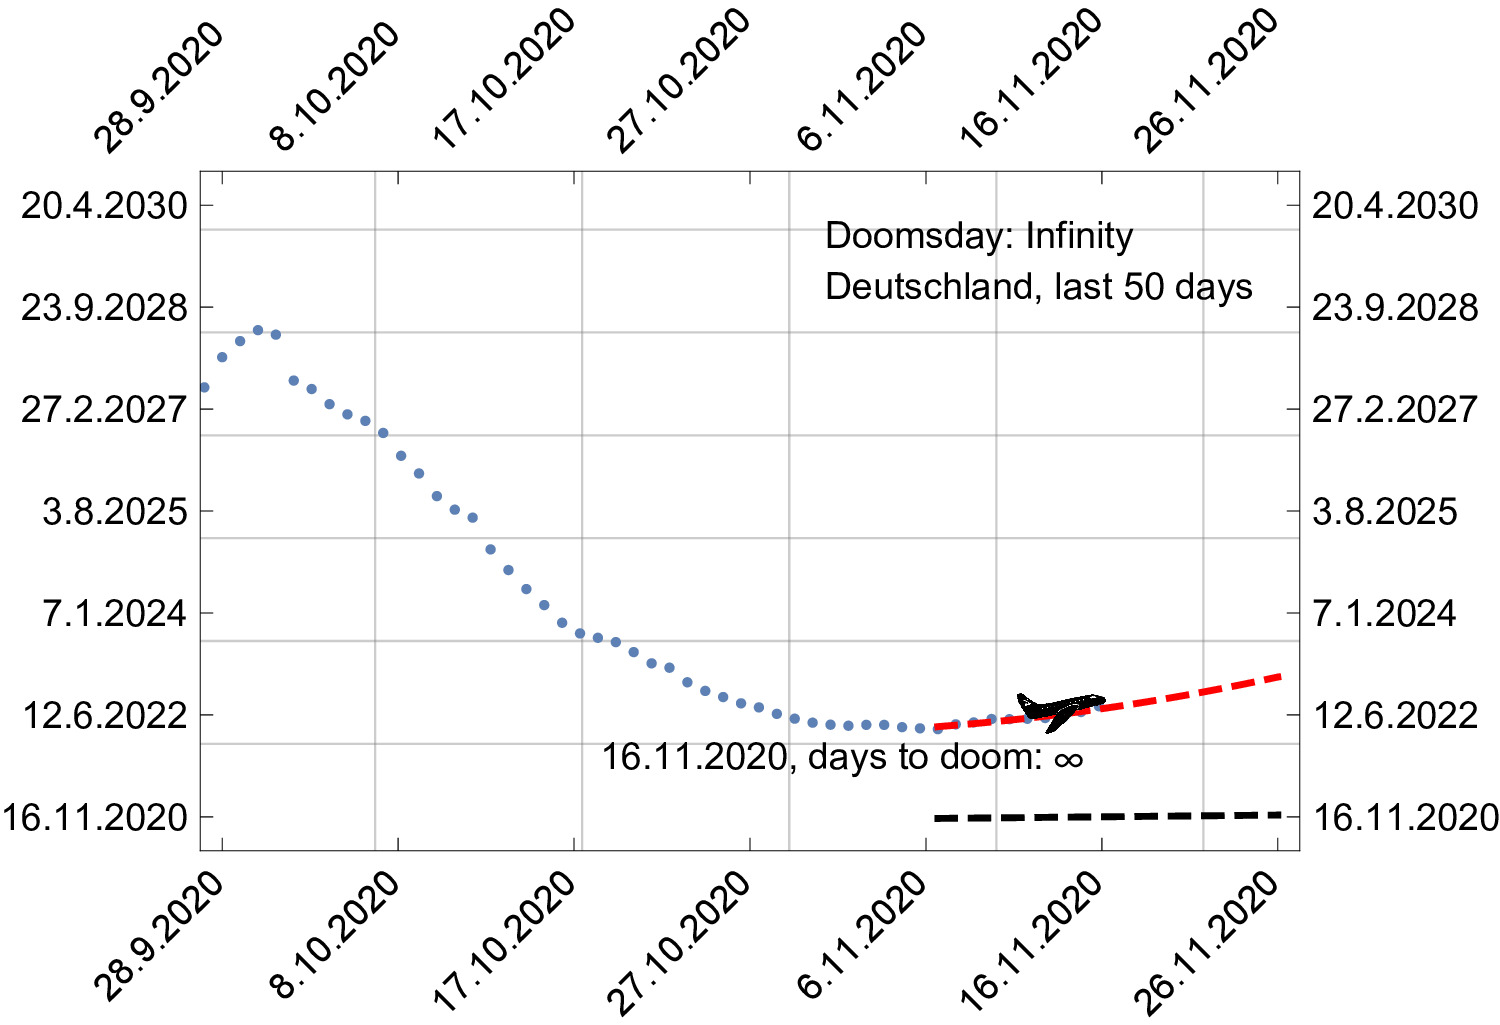 28.9.2020 8.10.2020 17.10.2020 27.10.2020 6.11.2020 16.11.2020 26.11.2020
20.4.2030 20.4.2030
Doomsday: Infinity
Deutschland, last 50 days
23.9.2028 23.9.2028
27.2.2027 27.2.2027
3.8.2025 3.8.2025
7.1.2024 7.1.2024
12.6.2022 12.6.2022
16.11.2020, days to doom: ∞
16.11.2020 16.11.2020
28.9.2020 8.10.2020 17.10.2020 27.10.2020 6.11.2020 16.11.2020 26.11.2020